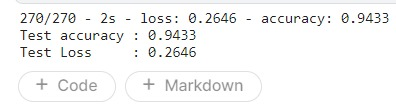 270/270 - 2s - loss: 0.2646 - accuracy: 0.9433
Test accuracy : 0.9433
Test Loss     : 0.2646
+ Code + Markdown